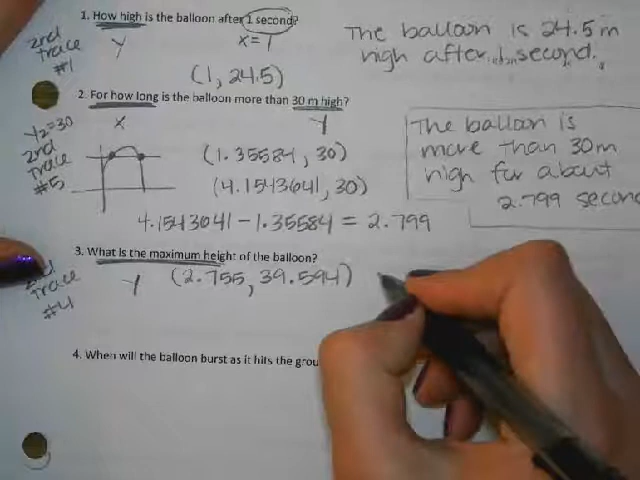 1. How high is the balloon after 1 second?
2nd
Trace
#1
y
x=1
(1, 24.5)
The balloon is 24.5 m
high after second.
2. For how long is the balloon more than 30 m high?
Y2=30
2nd
Trace
#5
x
y
(1.35584, 30)
(4.1543641, 30)
4.1543641 - 1.35584 = 2.799
The balloon is
more than 30m
high for about
2.799 second
3. What is the maximum height of the balloon?
2nd
Trace
#4
y (2.755, 39.594)
4. When will the balloon burst as it hits the grou